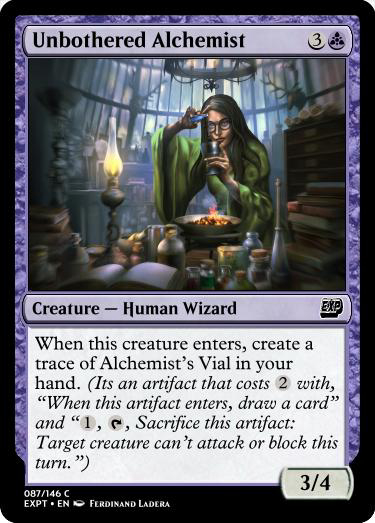 Unbothered Alchemist 3
EXP
Creature — Human Wizard
When this creature enters, create a
trace of Alchemist's Vial in your
hand. (Its an artifact that costs 2 with,
“When this artifact enters, draw a card”
and “1, , Sacrifice this artifact:
Target creature can't attack or block this
turn.”)
3/4
087/146 C
EXPT • EN Ferdinand Ladera